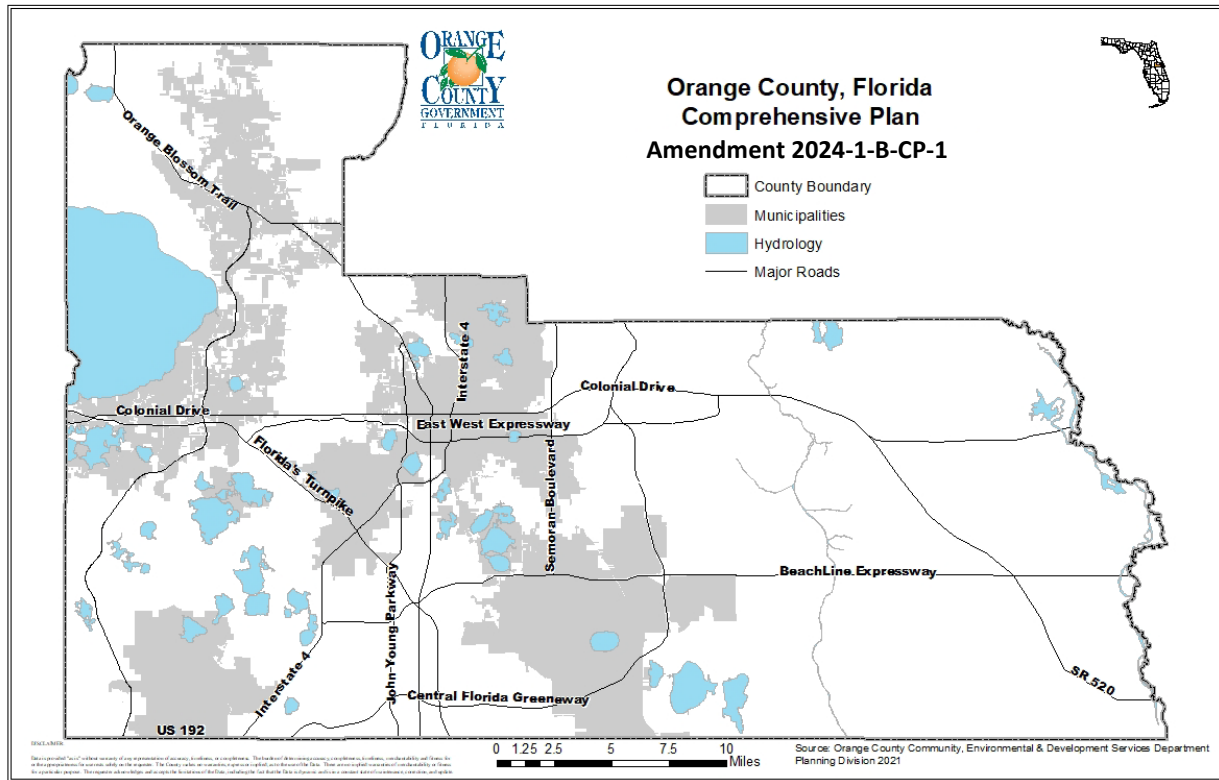 ORANGE
COUNTY
GOVERNMENT
FLORIDA
Orange County, Florida
Comprehensive Plan
Amendment 2024-1-B-CP-1
County Boundary
Municipalities
Hydrology
Major Roads
Orange Blossom Trail
Interstate 4
Colonial Drive
Colonial Drive
East West Expressway
Florida's Turnpike
Semoran Boulevard
BeachLine Expressway
John Young Parkway
Interstate 4
Central Florida Greeneway
SR 520
US 192
0 1.25 2.5 5 7.5 10
Miles
Source: Orange County Community, Environmental & Development Services Department
Planning Division 2021
DISCLAIMER: